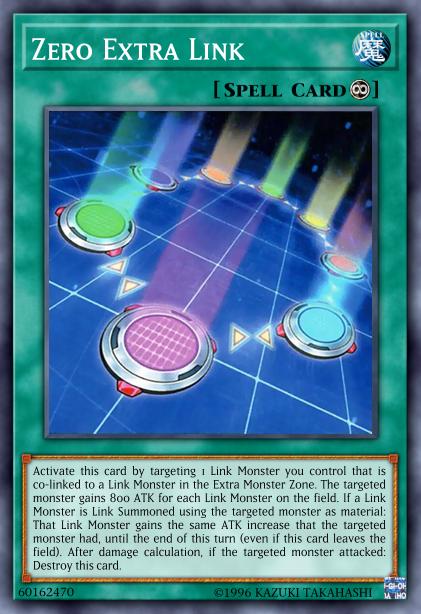 Zero Extra Link
SPELL
魔
[Spell Card]
Activate this card by targeting 1 Link Monster you control that is
co-linked to a Link Monster in the Extra Monster Zone. The targeted
monster gains 800 ATK for each Link Monster on the field. If a Link
Monster is Link Summoned using the targeted monster as material:
That Link Monster gains the same ATK increase that the targeted
monster had, until the end of this turn (even if this card leaves the
field). After damage calculation, if the targeted monster attacked:
Destroy this card.
60162470
©1996 KAZUKI TAKAHASHI